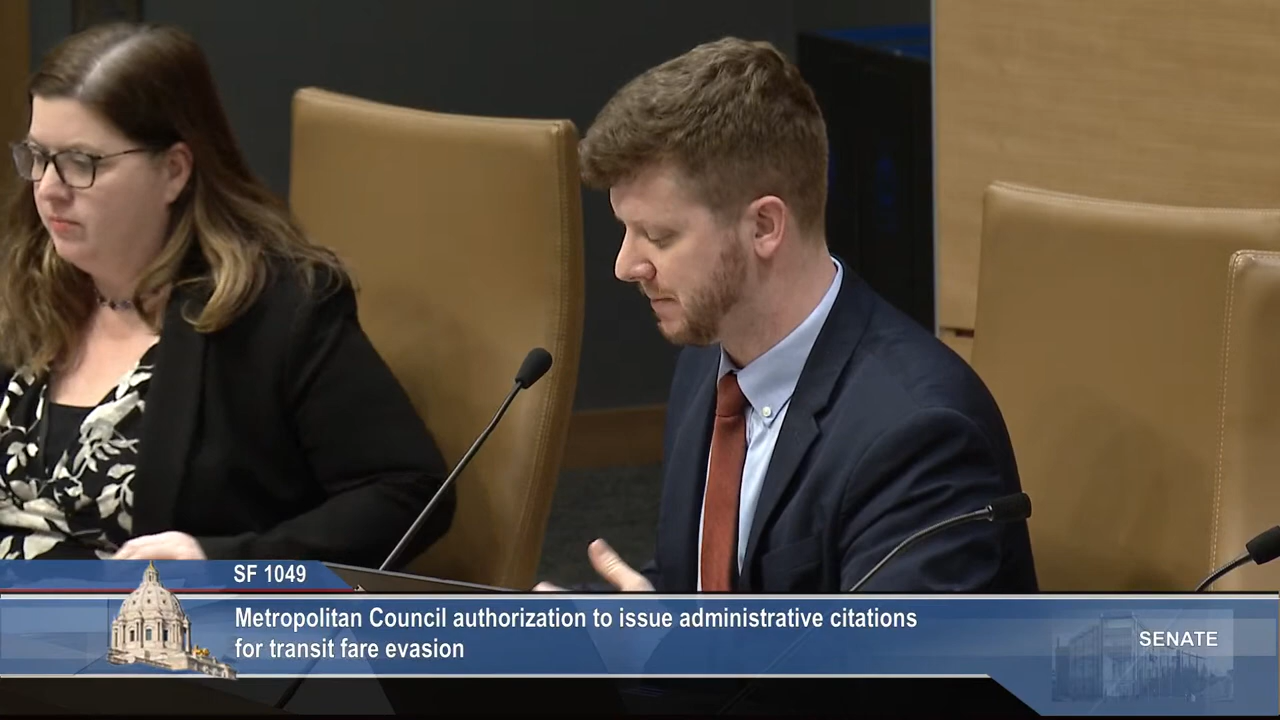 SF 1049
Metropolitan Council authorization to issue administrative citations
for transit fare evasion
SENATE